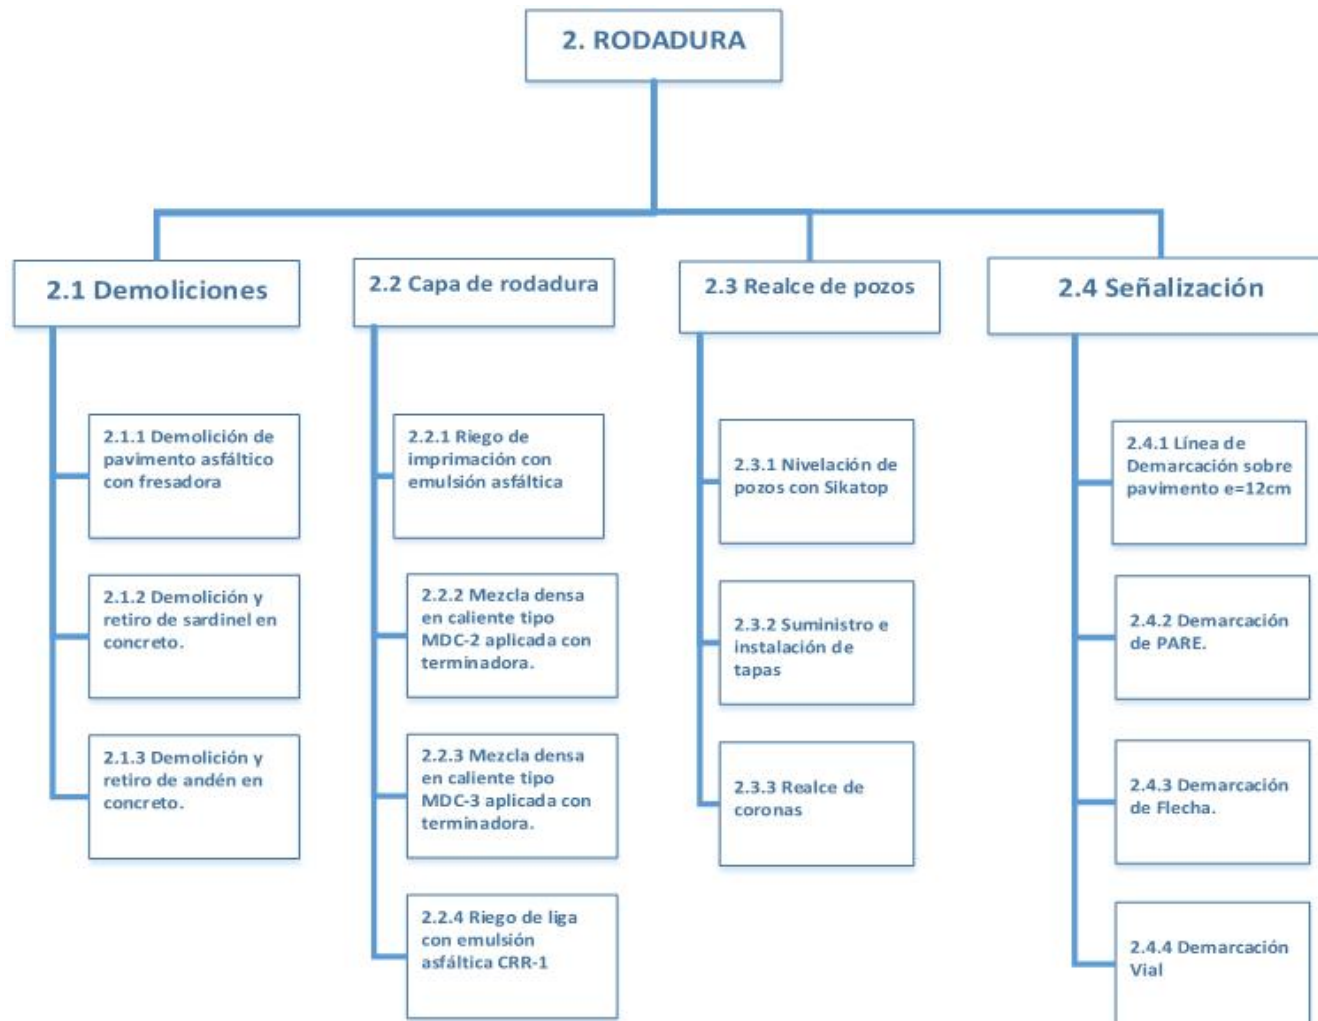 2. RODADURA
2.1 Demoliciones
2.1.1 Demolición de
pavimento asfáltico
con fresadora
2.1.2 Demolición y
retiro de sardinel en
concreto.
2.1.3 Demolición y
retiro de andén en
concreto.
2.2 Capa de rodadura
2.2.1 Riego de
imprimación con
emulsión asfáltica
2.2.2 Mezcla densa
en caliente tipo
MDC-2 aplicada con
terminadora.
2.2.3 Mezcla densa
en caliente tipo
MDC-3 aplicada con
terminadora.
2.2.4 Riego de liga
con emulsión
asfáltica CRR-1
2.3 Realce de pozos
2.3.1 Nivelación de
pozos con Sikatop
2.3.2 Suministro e
instalación de
tapas
2.3.3 Realce de
coronas
2.4 Señalización
2.4.1 Línea de
Demarcación sobre
pavimento e=12cm
2.4.2 Demarcación
de PARE.
2.4.3 Demarcación
de Flecha.
2.4.4 Demarcación
Vial